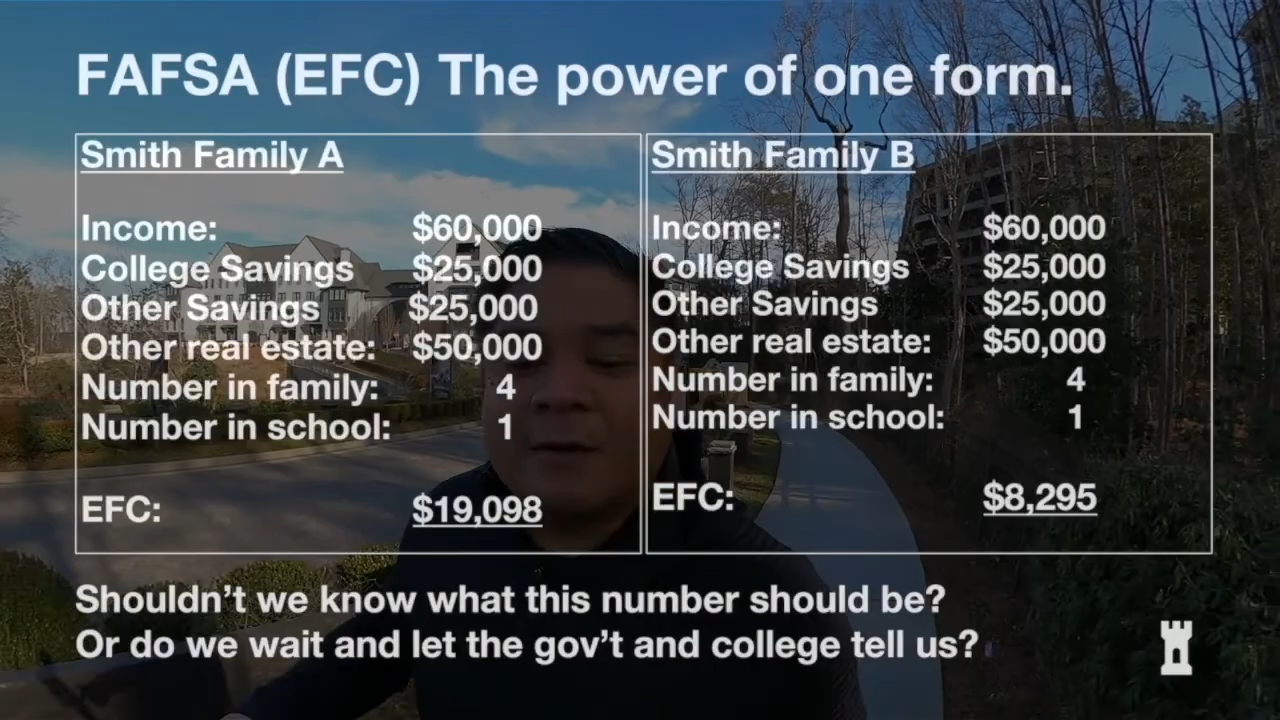 FAFSA (EFC) The power of one form.
Smith Family A
Income: $60,000
College Savings $25,000
Other Savings $25,000
Other real estate: $50,000
Number in family: 4
Number in school: 1
EFC: $19,098
Smith Family B
Income: $60,000
College Savings $25,000
Other Savings $25,000
Other real estate: $50,000
Number in family: 4
Number in school: 1
EFC: $8,295
Shouldn't we know what this number should be?
Or do we wait and let the gov't and college tell us?